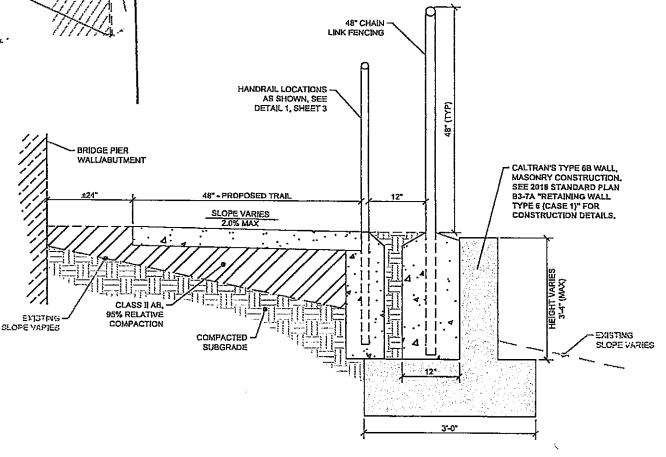 48" CHAIN
LINK FENCING
HANDRAIL LOCATIONS
AS SHOWN, SEE
DETAIL 1, SHEET 3
48" (TYP)
BRIDGE PIER
WALL/ABUTMENT
CALTRAN'S TYPE 6B WALL,
MASONRY CONSTRUCTION.
SEE 2018 STANDARD PLAN
B3-7A "RETAINING WALL
TYPE 6 (CASE 1)" FOR
CONSTRUCTION DETAILS.
±24"
48" - PROPOSED TRAIL
12"
SLOPE VARIES
2.0% MAX
HEIGHT VARIES
3'-4" (MAX)
EXISTING
SLOPE VARIES
CLASS II AB,
95% RELATIVE
COMPACTION
COMPACTED
SUBGRADE
EXISTING
SLOPE VARIES
12"
3'-0"